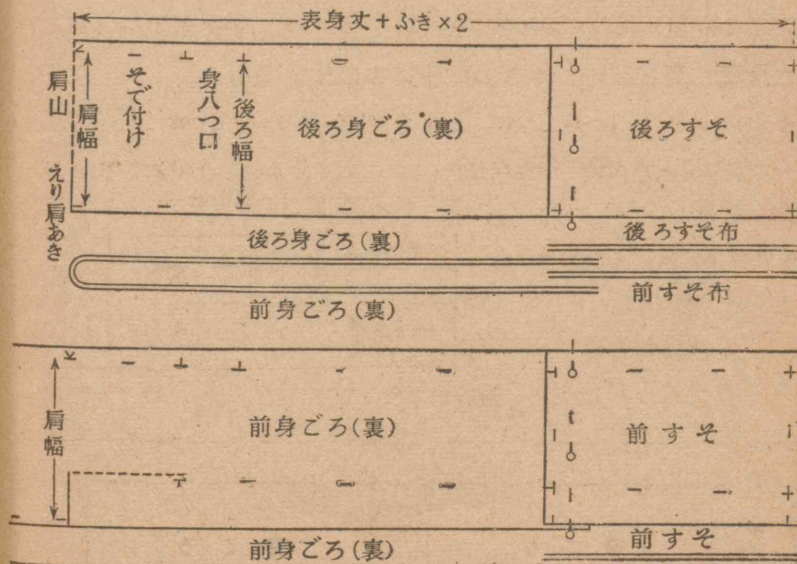 表身丈+ふき×2
肩山
肩幅
そで付け
身八つ口
後ろ幅
後ろ身ごろ(裏)
後ろすそ
えり肩あき
後ろ身ごろ(裏)
後ろすそ布
前すそ布
前身ごろ(裏)
肩幅
前身ごろ(裏)
前すそ
前身ごろ(裏)
前すそ